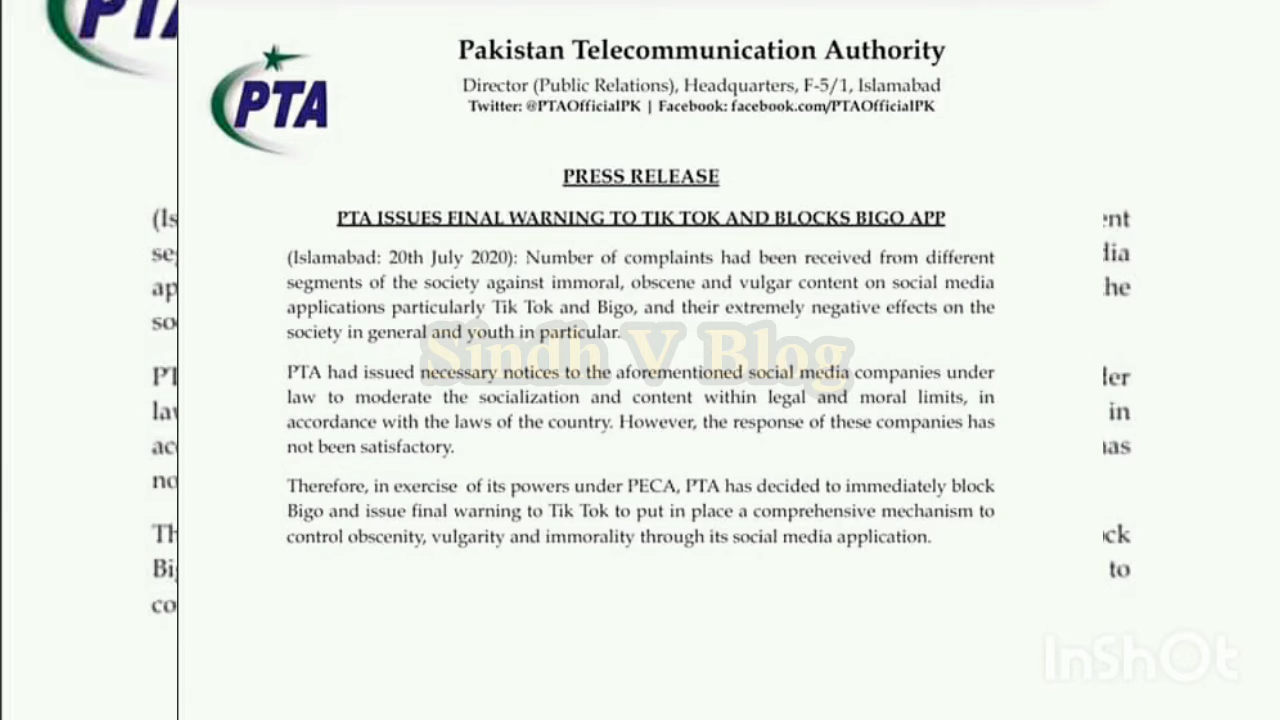 PTA
Pakistan Telecommunication Authority
Director (Public Relations), Headquarters, F-5/1, Islamabad
Twitter: @PTAOfficialPK | Facebook: facebook.com/PTAOfficialPK
PRESS RELEASE
PTA ISSUES FINAL WARNING TO TIK TOK AND BLOCKS BIGO APP
(Islamabad: 20th July 2020): Number of complaints had been received from different
segments of the society against immoral, obscene and vulgar content on social media
applications particularly Tik Tok and Bigo, and their extremely negative effects on the
society in general and youth in particular.
Sindh V Blog
PTA had issued necessary notices to the aforementioned social media companies under
law to moderate the socialization and content within legal and moral limits, in
accordance with the laws of the country. However, the response of these companies has
not been satisfactory.
Therefore, in exercise of its powers under PECA, PTA has decided to immediately block
Bigo and issue final warning to Tik Tok to put in place a comprehensive mechanism to
control obscenity, vulgarity and immorality through its social media application.
InShOt